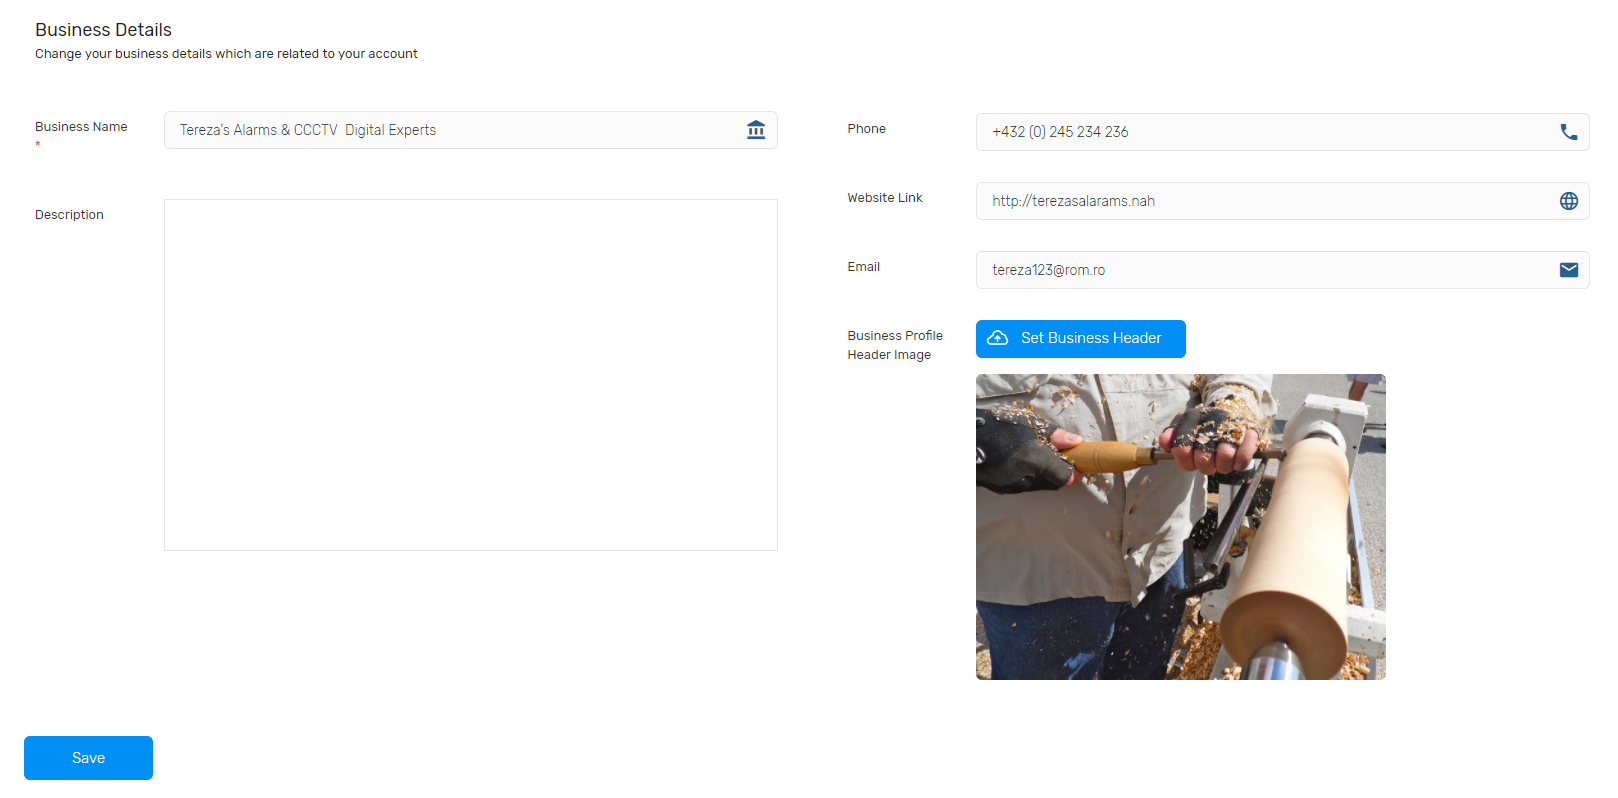 Business Details
Change your business details which are related to your account
Business Name
*
Tereza's Alarms & CCCTV  Digital Experts
Description
Phone
+432 (0) 245 234 236
Website Link
http://terezasalarams.nah
Email
tereza123@rom.ro
Business Profile
Header Image
Set Business Header
Save